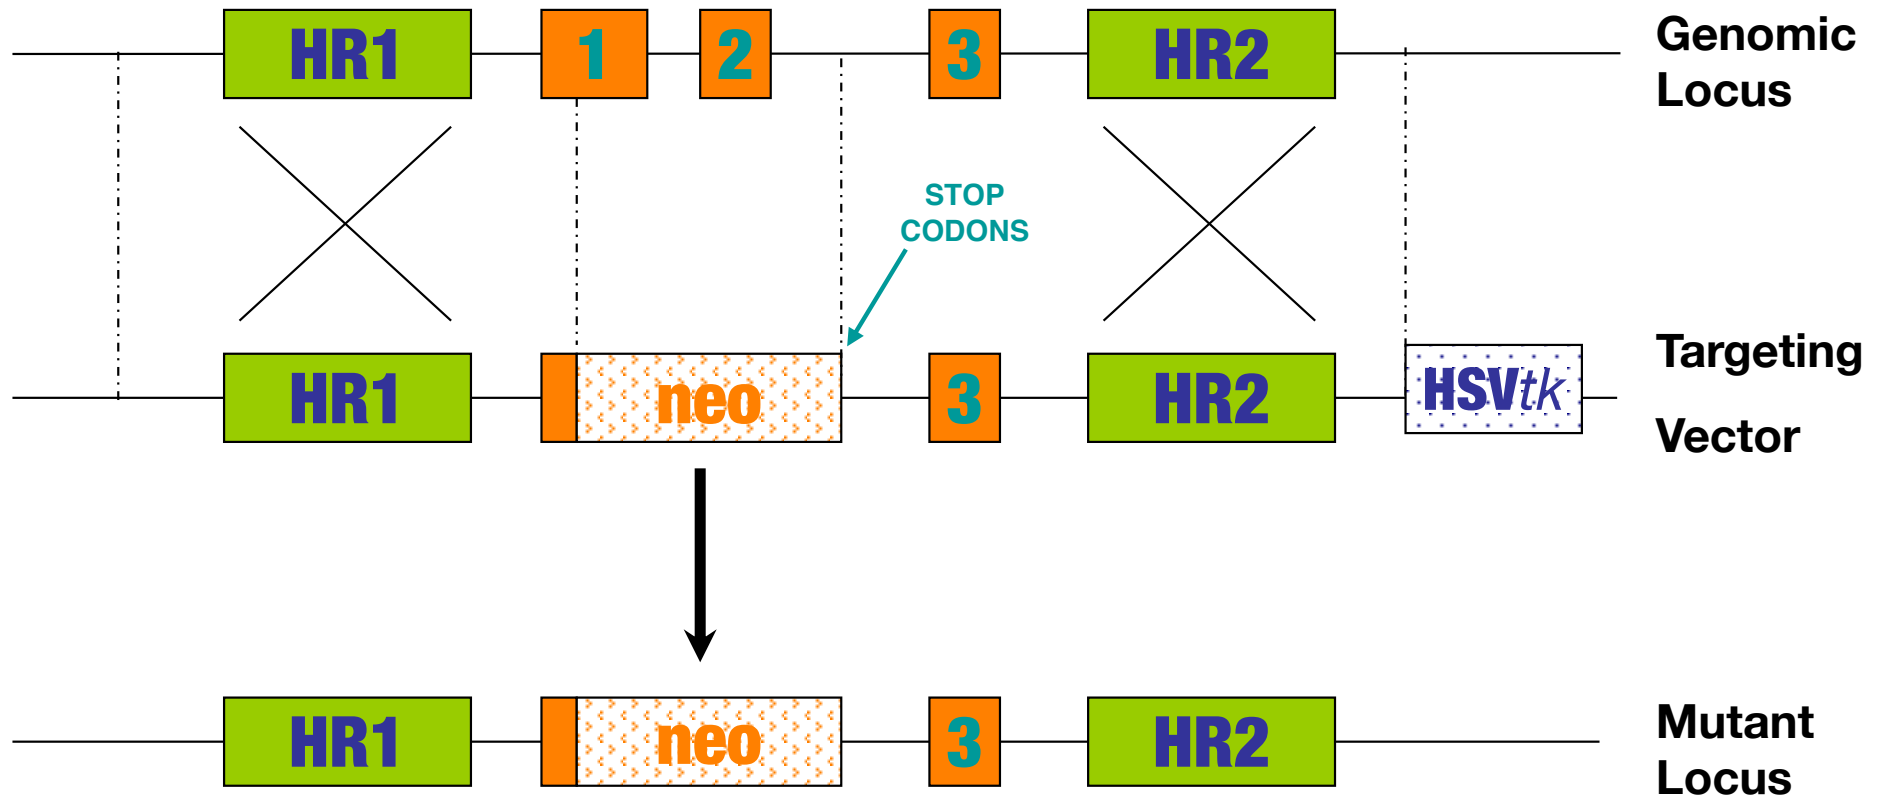 HR1 1 2 3 HR2 Genomic
Locus
STOP
CODONS
HR1 neo 3 HR2 HSVtk Targeting
Vector
HR1 neo 3 HR2 Mutant
Locus